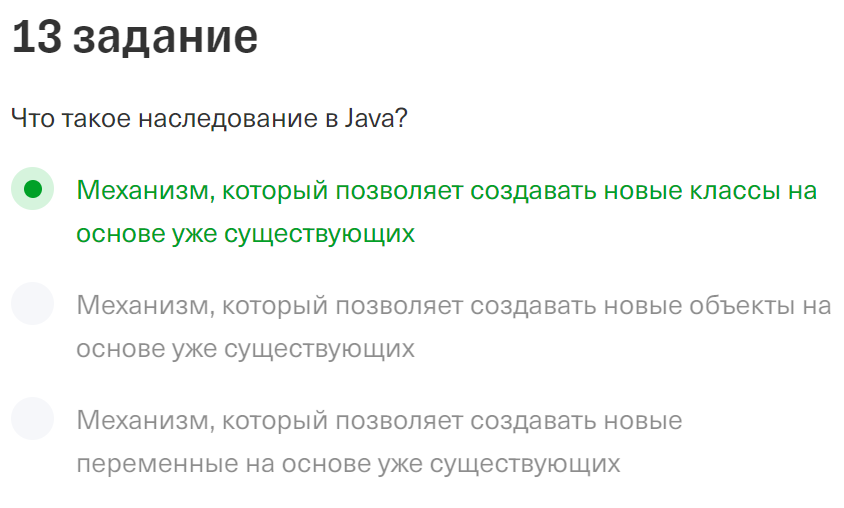 13 задание
Что такое наследование в Java?
Механизм, который позволяет создавать новые классы на
основе уже существующих
Механизм, который позволяет создавать новые объекты на
основе уже существующих
Механизм, который позволяет создавать новые
переменные на основе уже существующих